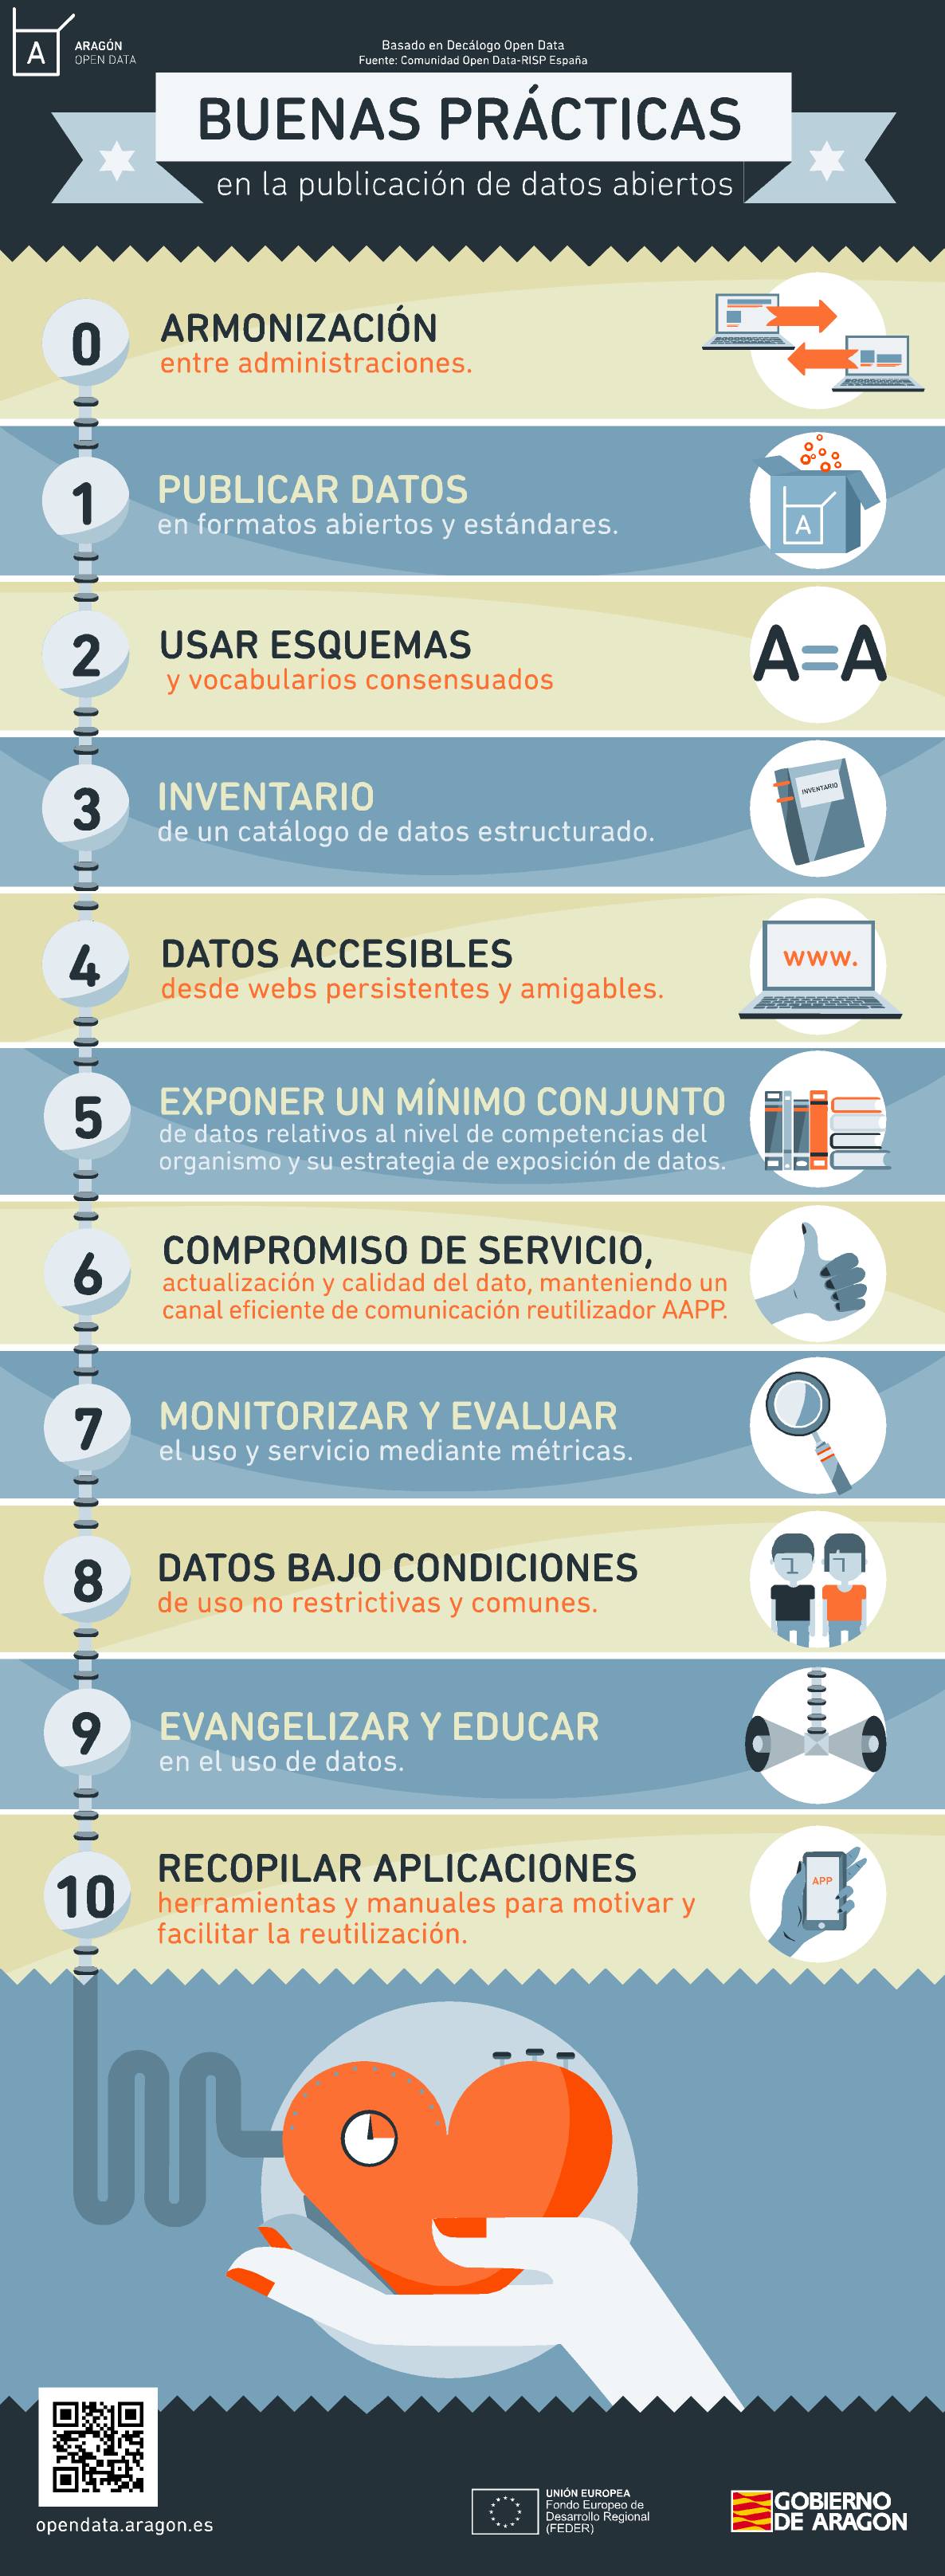 ARAGÓN
OPEN DATA
Basado en Decálogo Open Data
Fuente: Comunidad Open Data-RISP España
BUENAS PRÁCTICAS
en la publicación de datos abiertos
0
ARMONIZACIÓN
entre administraciones.
1
PUBLICAR DATOS
en formatos abiertos y estándares.
A
2
USAR ESQUEMAS
y vocabularios consensuados
A=A
3
INVENTARIO
de un catálogo de datos estructurado.
INVENTARIO
4
DATOS ACCESIBLES
desde webs persistentes y amigables.
www.
5
EXPONER UN MÍNIMO CONJUNTO
de datos relativos al nivel de competencias del
organismo y su estrategia de exposición de datos.
6
COMPROMISO DE SERVICIO,
actualización y calidad del dato, manteniendo un
canal eficiente de comunicación reutilizador AAPP.
7
MONITORIZAR Y EVALUAR
el uso y servicio mediante métricas.
8
DATOS BAJO CONDICIONES
de uso no restrictivas y comunes.
9
EVANGELIZAR Y EDUCAR
en el uso de datos.
10
RECOPILAR APLICACIONES
herramientas y manuales para motivar y
facilitar la reutilización.
APP
opendata.aragon.es
UNIÓN EUROPEA
Fondo Europeo de
Desarrollo Regional
(FEDER)
GOBIERNO
DE ARAGON